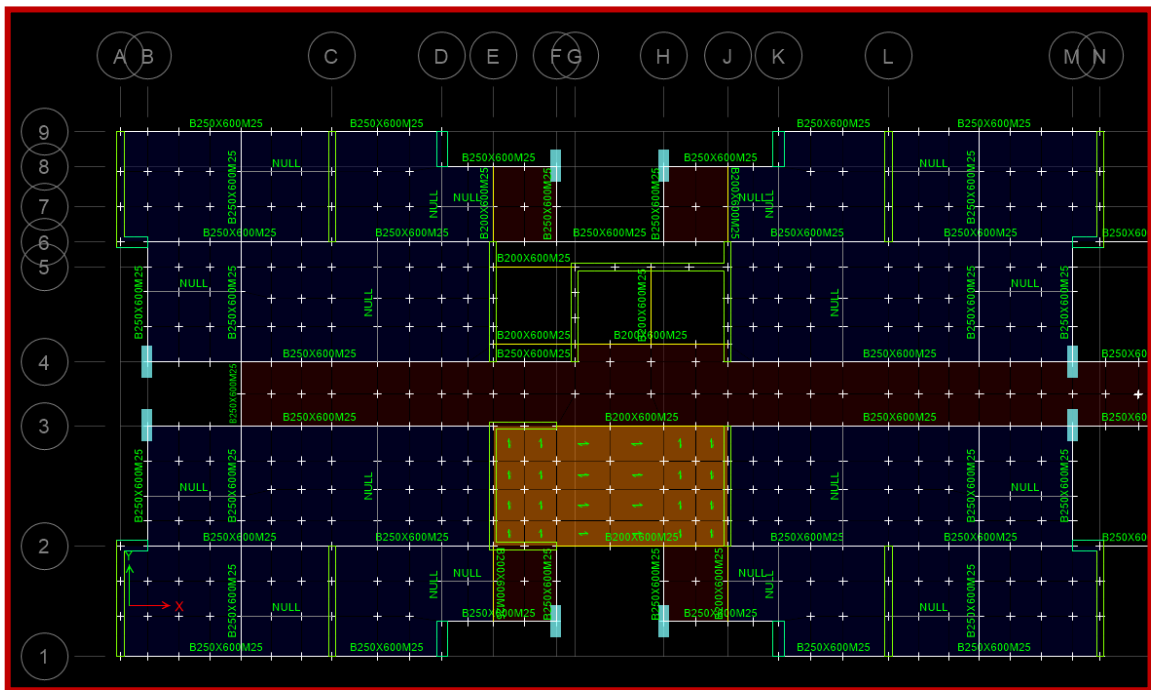 A B C D E F G H J K L M N
9 B250X600M25 B250X600M25 B250X600M25 B250X600M25
8 B250X600M25 B250X600M25
NULL NULL
B250X600M25 B200X600M25 B250X600M25 B250X600M25 B200X600M25 B250X600M25
7 NULL NULL NULL NULL
6 B250X600M25 B250X600M25 B250X600M25 B250X600M25 B250X600M25 B250X60
5 B200X600M25
B250X600M25 B250X600M25 B200X600M25 B250X600M25 B250X600M25
NULL NULL NULL NULL
B200X600M25 B200X600M25
4 B250X600M25 B200X600M25 B250X600M25 B250X60
B250X600M25
3 B250X600M25 B200X600M25 B250X600M25 B250X60
B250X600M25 B250X600M25 B250X600M25 B250X600M25
NULL NULL NULL NULL
2 B250X600M25 B250X600M25 B200X600M25 B250X600M25 B250X600M25 B250X60
Y NULL NULL
B250X600M25 NULL B200X600M25 B250X600M25 B250X600M25 B200X600M25 NULL B250X600M25
X NULL NULL
B250X600M25 B250X600M25
1 B250X600M25 B250X600M25 B250X600M25 B250X600M25